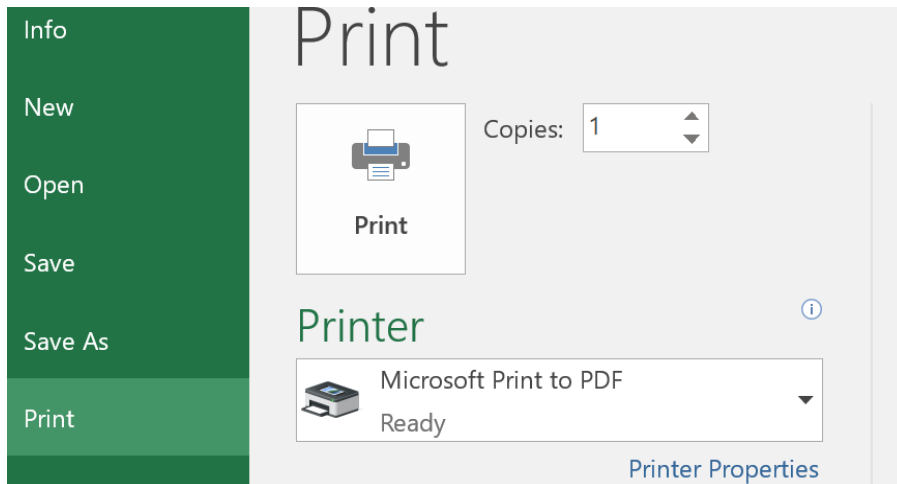 Info
New
Open
Save
Save As
Print
Print
Copies: 1
Print
Printer
Microsoft Print to PDF
Ready
Printer Properties